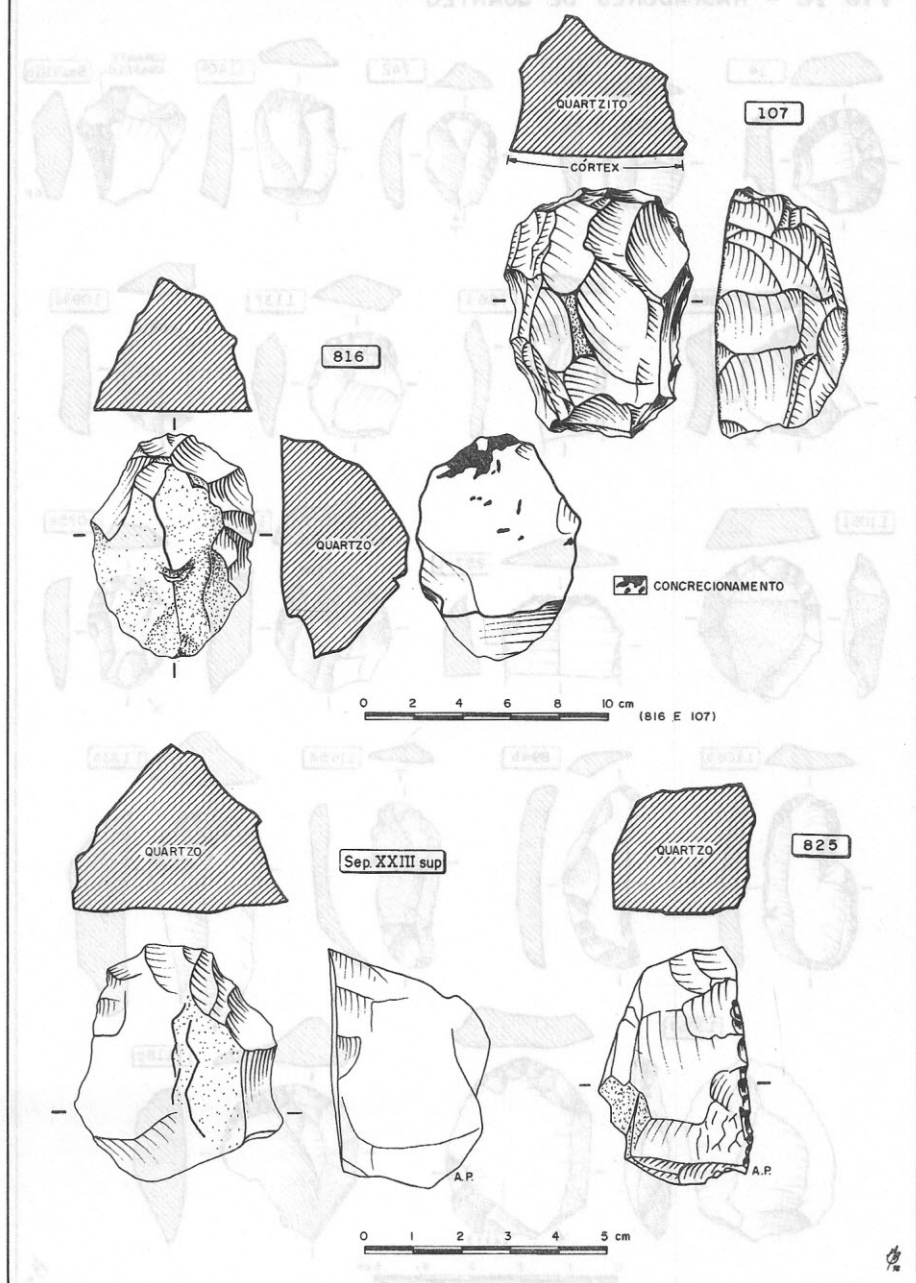 QUARTZITO
107
CÓRTEX
816
QUARTZO
CONCRECIONAMENTO
0 2 4 6 8 10 cm (816 E 107)
QUARTZO
Sep. XXIII sup
QUARTZO
825
A.P.
A.P.
0 1 2 3 4 5 cm